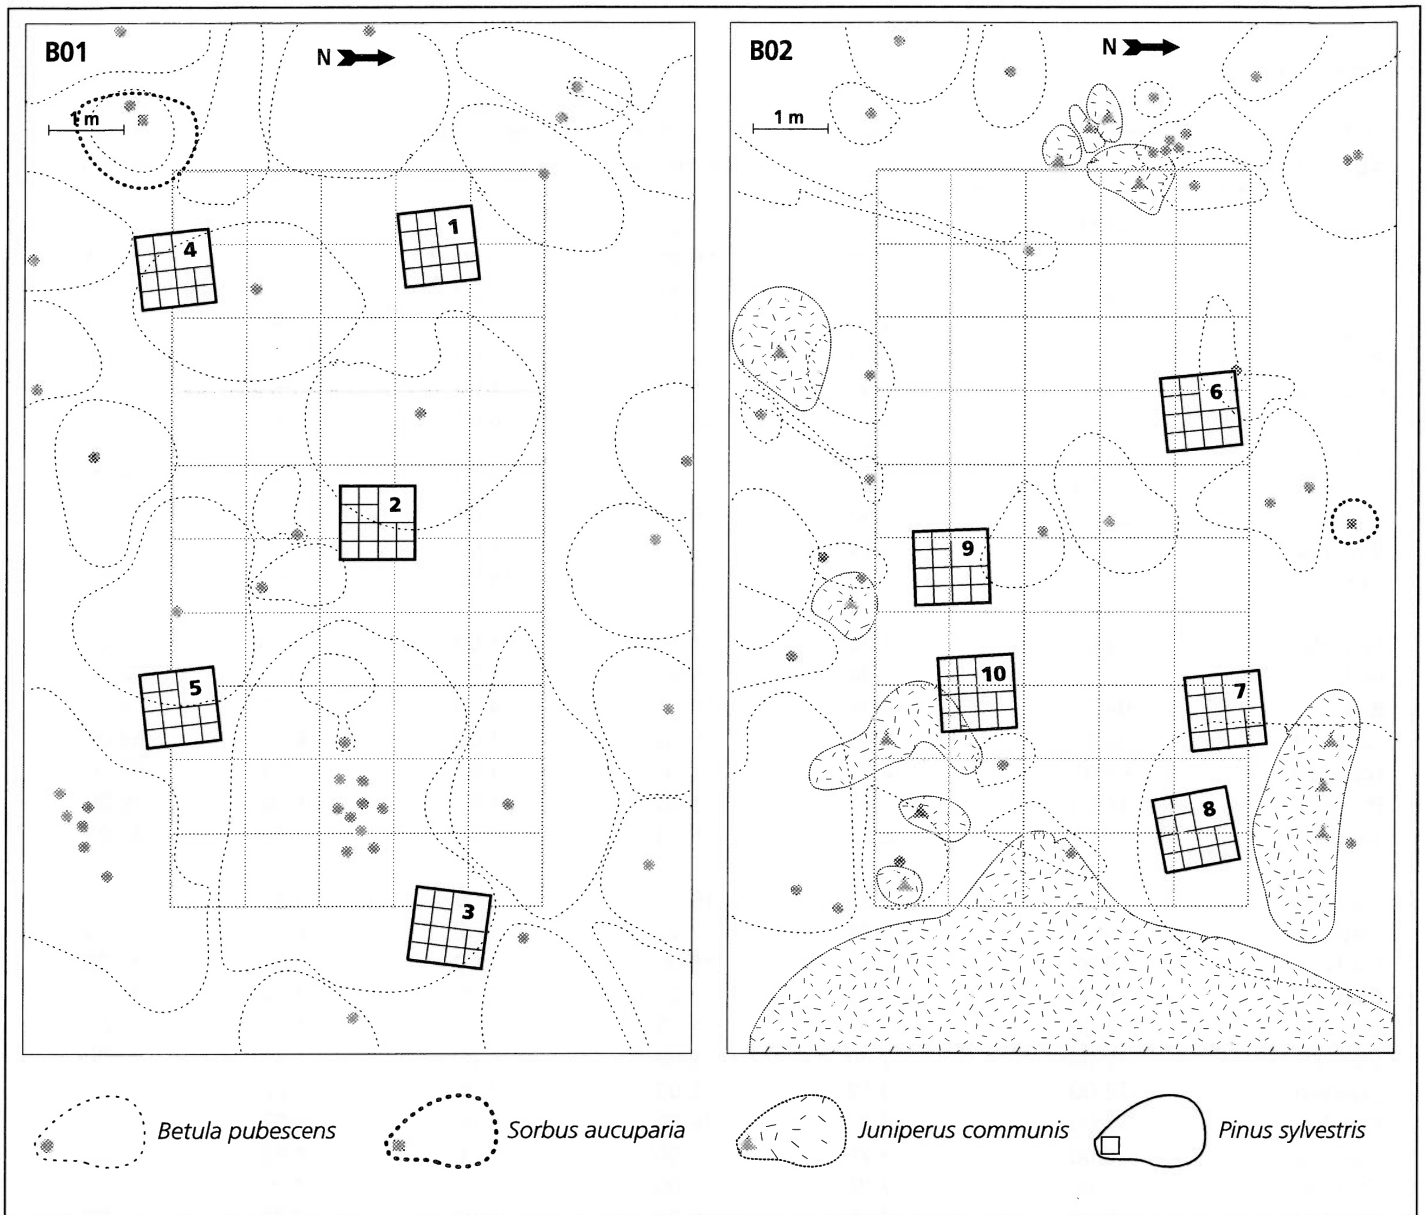 B01
N
1 m
4
1
2
5
3
B02
N
1 m
6
9
10
7
8
Betula pubescens
Sorbus aucuparia
Juniperus communis
Pinus sylvestris